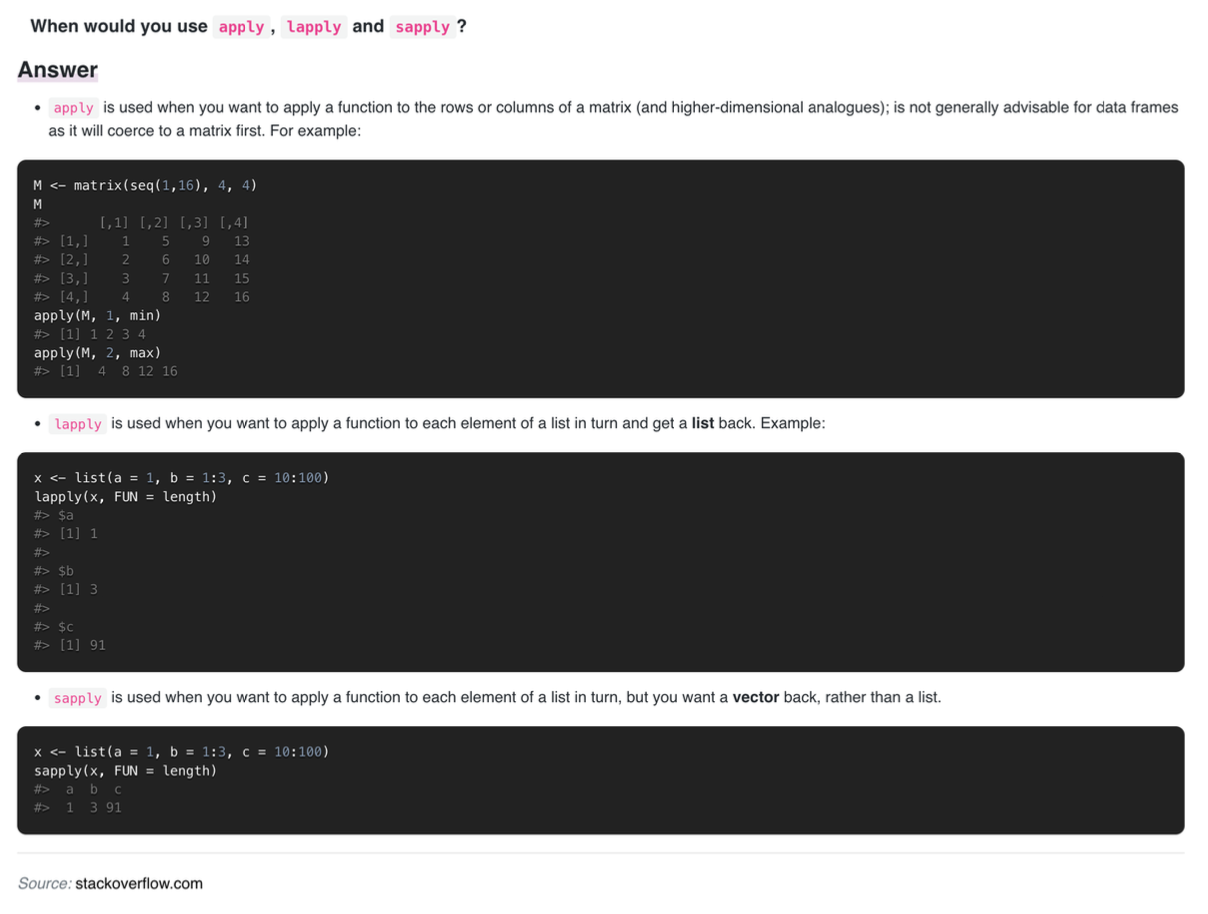 When would you use apply, lapply and sapply?
Answer
• apply is used when you want to apply a function to the rows or columns of a matrix (and higher-dimensional analogues); is not generally advisable for data frames
as it will coerce to a matrix first. For example:
M <- matrix(seq(1,16), 4, 4)
M
#>      [,1] [,2] [,3] [,4]
#> [1,]    1    5    9   13
#> [2,]    2    6   10   14
#> [3,]    3    7   11   15
#> [4,]    4    8   12   16
apply(M, 1, min)
#> [1] 1 2 3 4
apply(M, 2, max)
#> [1]  4  8 12 16
• lapply is used when you want to apply a function to each element of a list in turn and get a list back. Example:
x <- list(a = 1, b = 1:3, c = 10:100)
lapply(x, FUN = length)
#> $a
#> [1] 1
#>
#> $b
#> [1] 3
#>
#> $c
#> [1] 91
• sapply is used when you want to apply a function to each element of a list in turn, but you want a vector back, rather than a list.
x <- list(a = 1, b = 1:3, c = 10:100)
sapply(x, FUN = length)
#>  a  b  c
#>  1  3 91
Source: stackoverflow.com